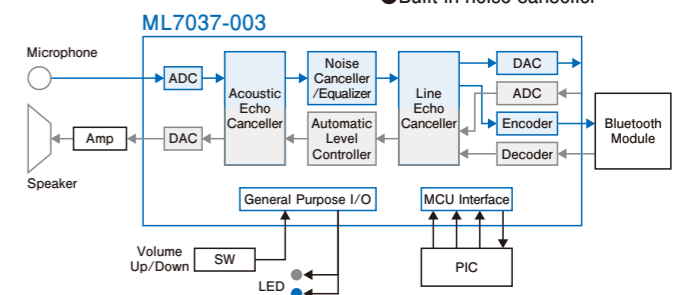 ●Built-in noise canceller
ML7037-003
Microphone
ADC
Acoustic
Echo
Canceller
Noise
Canceller
/Equalizer
Line
Echo
Canceller
DAC
ADC
Encoder
Decoder
Bluetooth
Module
Automatic
Level
Controller
DAC
Amp
Speaker
General Purpose I/O
MCU Interface
Volume
Up/Down
SW
LED
PIC